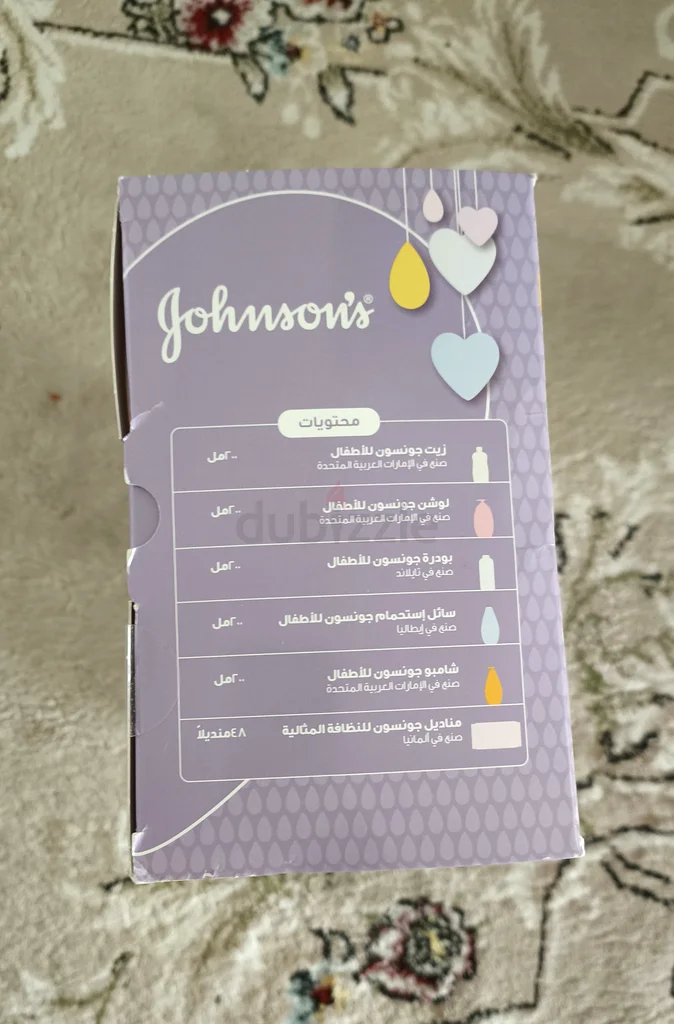 Johnson's®
محتويات
زيت جونسون للأطفال ٢٠٠مل
صنع في الإمارات العربية المتحدة
لوشن جونسون للأطفال ٢٠٠مل
صنع في الإمارات العربية المتحدة
dubizzle
بودرة جونسون للأطفال ٢٠٠مل
صنع في تايلاند
سائل إستحمام جونسون للأطفال ٢٠٠مل
صنع في إيطاليا
شامبو جونسون للأطفال ٢٠٠مل
صنع في الإمارات العربية المتحدة
مناديل جونسون للنظافة المثالية ٤٨منديلاً
صنع في ألمانيا